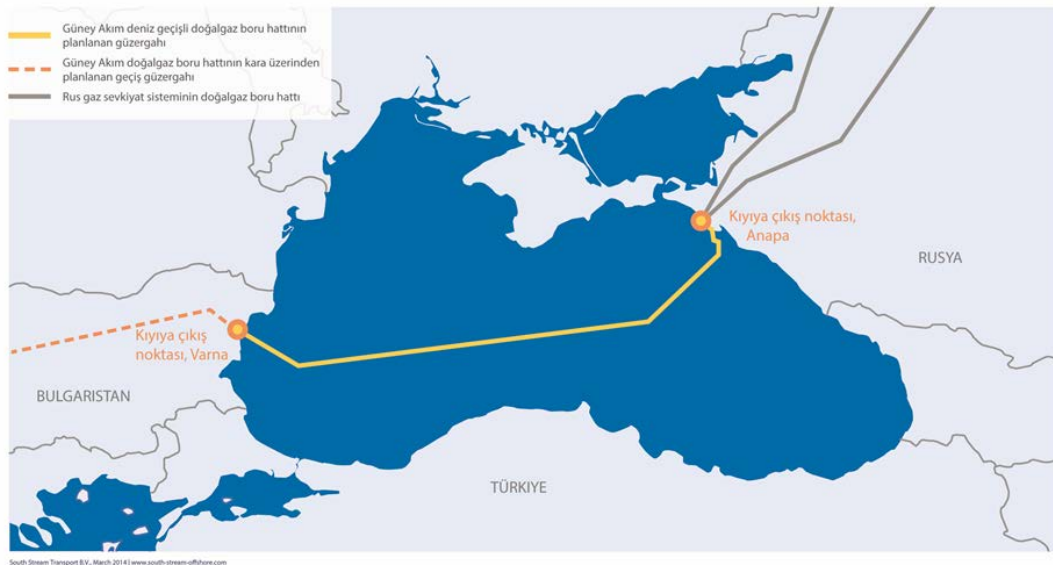 Güney Akım deniz geçişli doğalgaz boru hattının
planlanan güzergahı
Güney Akım doğalgaz boru hattının kara üzerinden
planlanan geçiş güzergahı
Rus gaz sevkiyat sisteminin doğalgaz boru hattı
Kıyıya çıkış noktası,
Anapa
RUSYA
Kıyıya çıkış
noktası, Varna
BULGARISTAN
TÜRKIYE
South Stream Transport B.V., March 2014 | www.south-stream-offshore.com